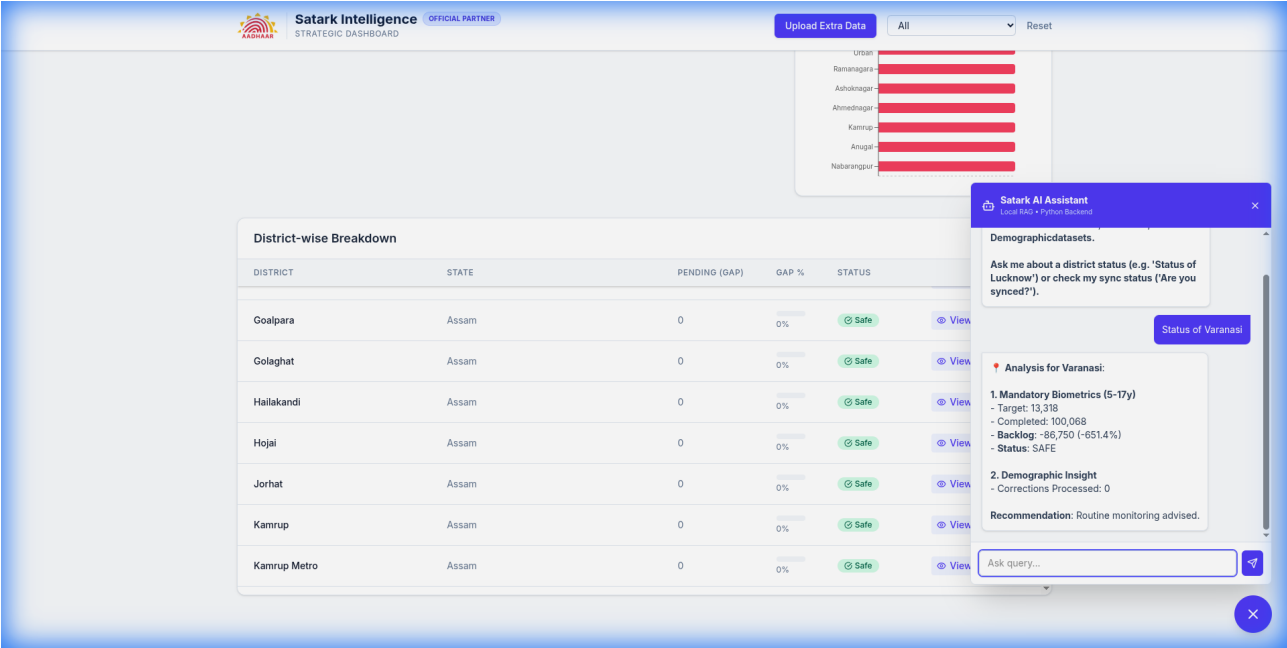 AADHAAR
Satark Intelligence OFFICIAL PARTNER
STRATEGIC DASHBOARD
Upload Extra Data
All
Reset
Urban
Ramanagara
Ashoknagar
Ahmednagar
Kamrup
Anugal
Nabarangpur
District-wise Breakdown
DISTRICT STATE PENDING (GAP) GAP % STATUS
Goalpara Assam 0 0% Safe View
Golaghat Assam 0 0% Safe View
Hailakandi Assam 0 0% Safe View
Hojai Assam 0 0% Safe View
Jorhat Assam 0 0% Safe View
Kamrup Assam 0 0% Safe View
Kamrup Metro Assam 0 0% Safe View
Satark AI Assistant
Local RAG • Python Backend
Demographicdatasets.
Ask me about a district status (e.g. 'Status of
Lucknow') or check my sync status ('Are you
synced?').
Status of Varanasi
Analysis for Varanasi:
1. Mandatory Biometrics (5-17y)
- Target: 13,318
- Completed: 100,068
- Backlog: -86,750 (-651.4%)
- Status: SAFE
2. Demographic Insight
- Corrections Processed: 0
Recommendation: Routine monitoring advised.
Ask query...